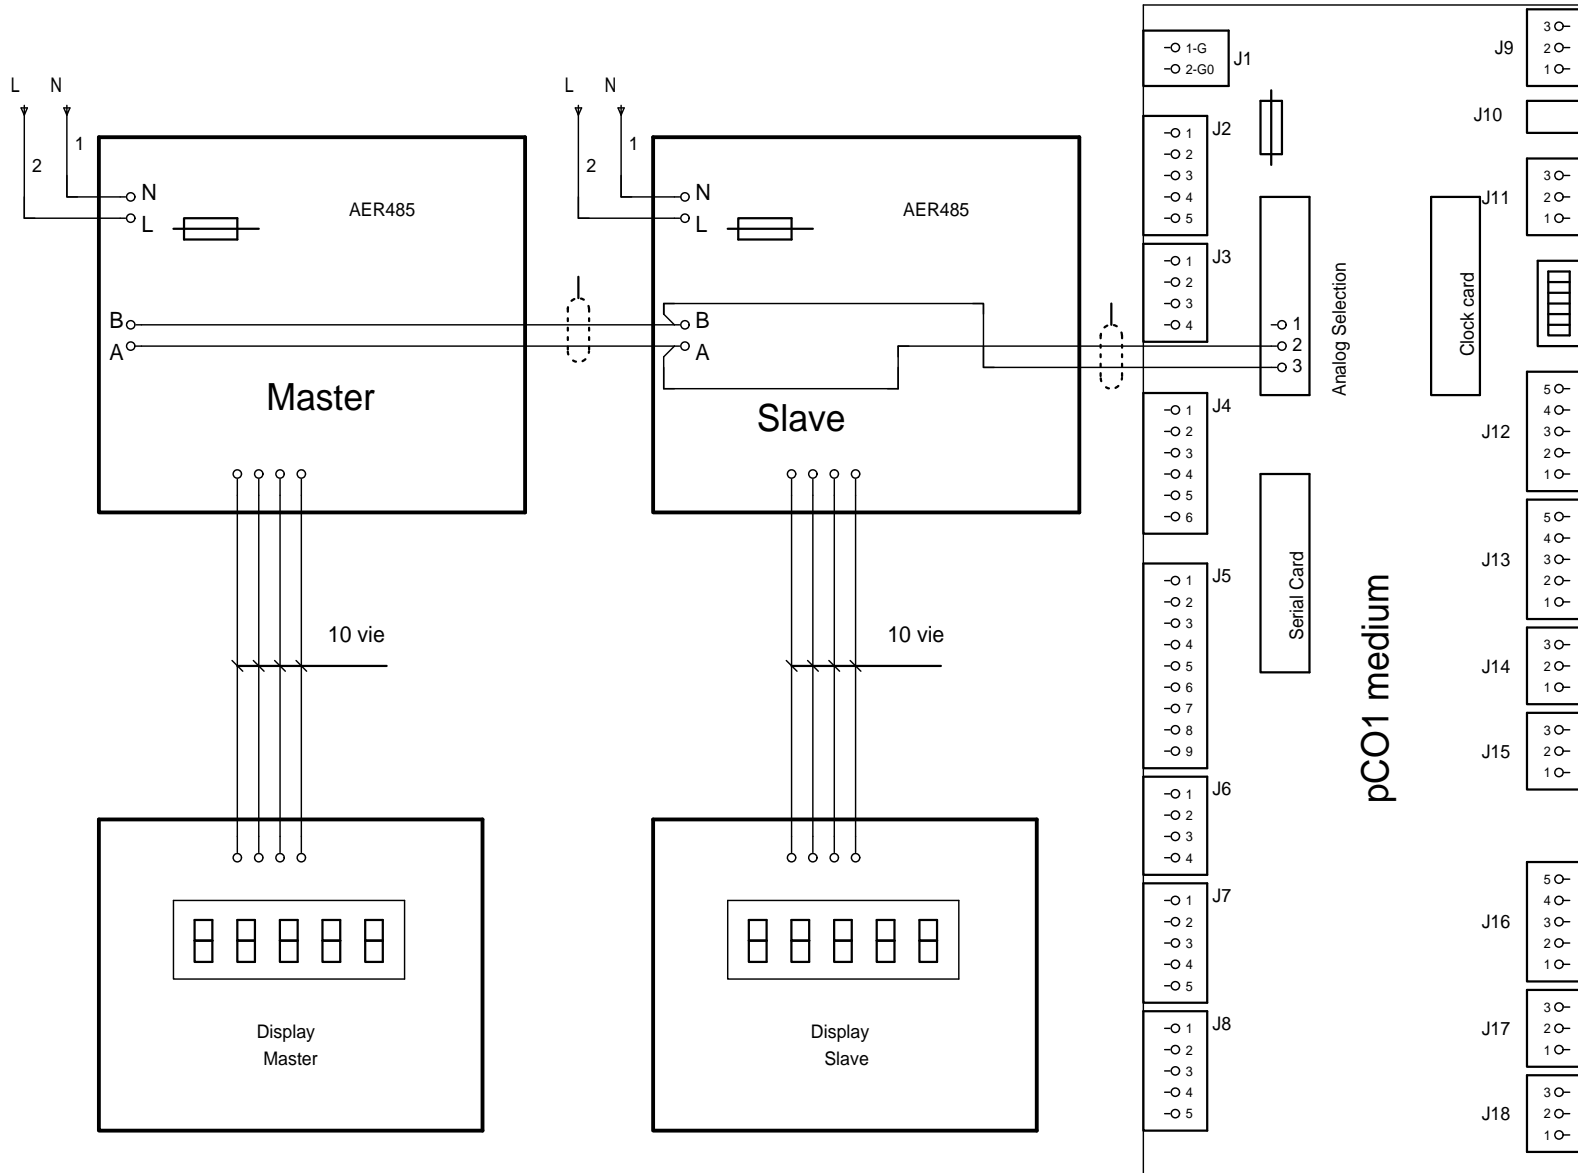 L N
2 1
N
L
AER485
B
A
Master
10 vie
Display
Master
L N
2 1
N
L
AER485
B
A
Slave
10 vie
Display
Slave
1-G
2-G0
J1
J2
1
2
3
4
5
J3
1
2
3
4
J4
1
2
3
4
5
6
J5
1
2
3
4
5
6
7
8
9
J6
1
2
3
4
J7
1
2
3
4
5
J8
1
2
3
4
5
1
2
3
Analog Selection
Serial Card
Clock card
pCO1 medium
J9
3
2
1
J10
J11
3
2
1
J12
5
4
3
2
1
J13
5
4
3
2
1
J14
3
2
1
J15
3
2
1
J16
5
4
3
2
1
J17
3
2
1
J18
3
2
1